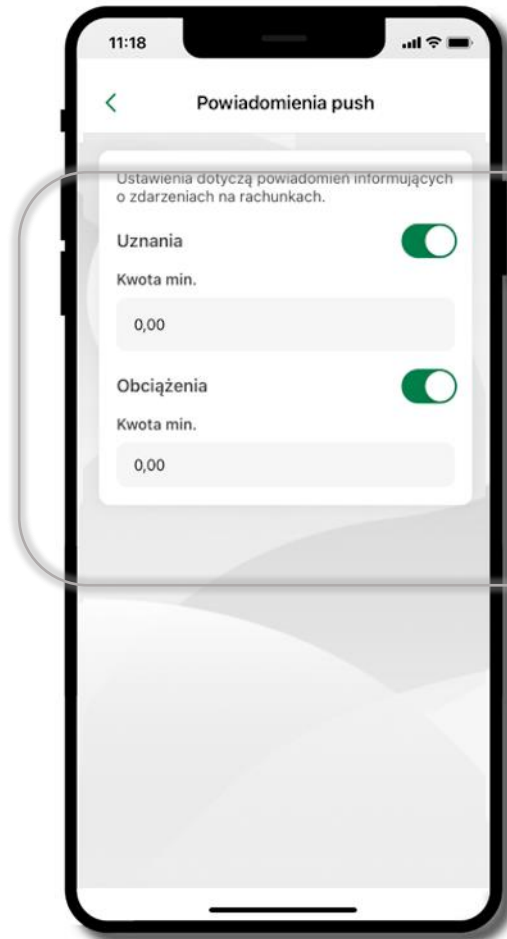 11:18
Powiadomienia push
Ustawienia dotyczą powiadomień informujących
o zdarzeniach na rachunkach.
Uznania
Kwota min.
0,00
Obciążenia
Kwota min.
0,00